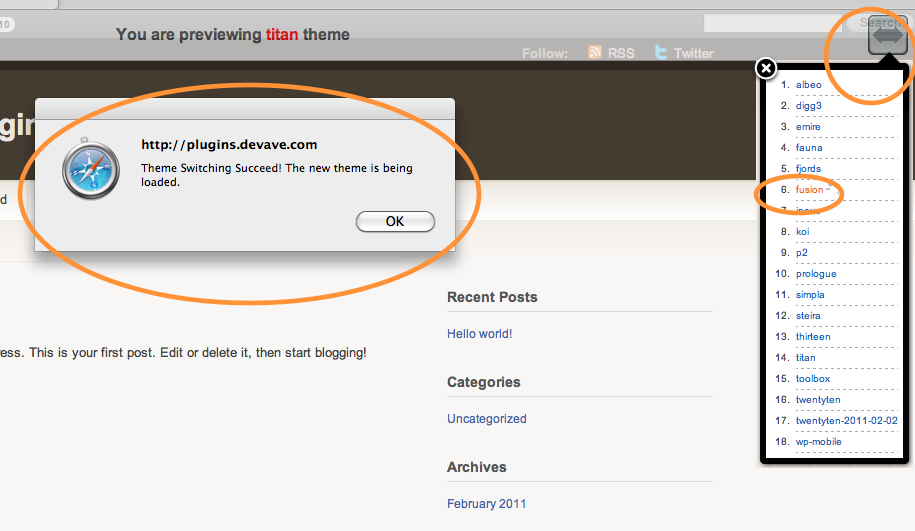 10
You are previewing titan theme
Search
Follow: RSS Twitter
gin
http://plugins.devave.com
Theme Switching Succeed! The new theme is being
loaded.
OK
d
ress. This is your first post. Edit or delete it, then start blogging!
Recent Posts
Hello world!
Categories
Uncategorized
Archives
February 2011
1. albeo
2. digg3
3. emire
4. fauna
5. fjords
6. fusion
7.
8. koi
9. p2
10. prologue
11. simpla
12. steira
13. thirteen
14. titan
15. toolbox
16. twentyten
17. twentyten-2011-02-02
18. wp-mobile